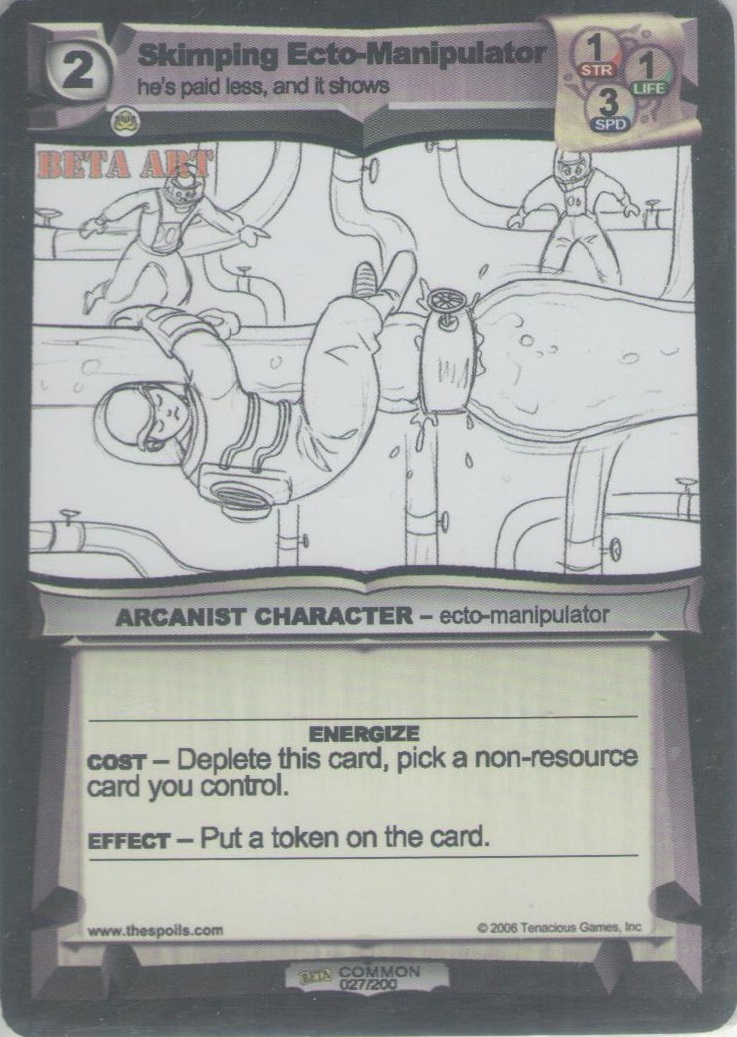 2
Skimping Ecto-Manipulator
he's paid less, and it shows
1
STR
1
LIFE
3
SPD
BETA ART
ARCANIST CHARACTER – ecto-manipulator
ENERGIZE
COST – Deplete this card, pick a non-resource
card you control.
EFFECT – Put a token on the card.
www.thespoils.com
© 2006 Tenacious Games, Inc
BETA COMMON
027/200